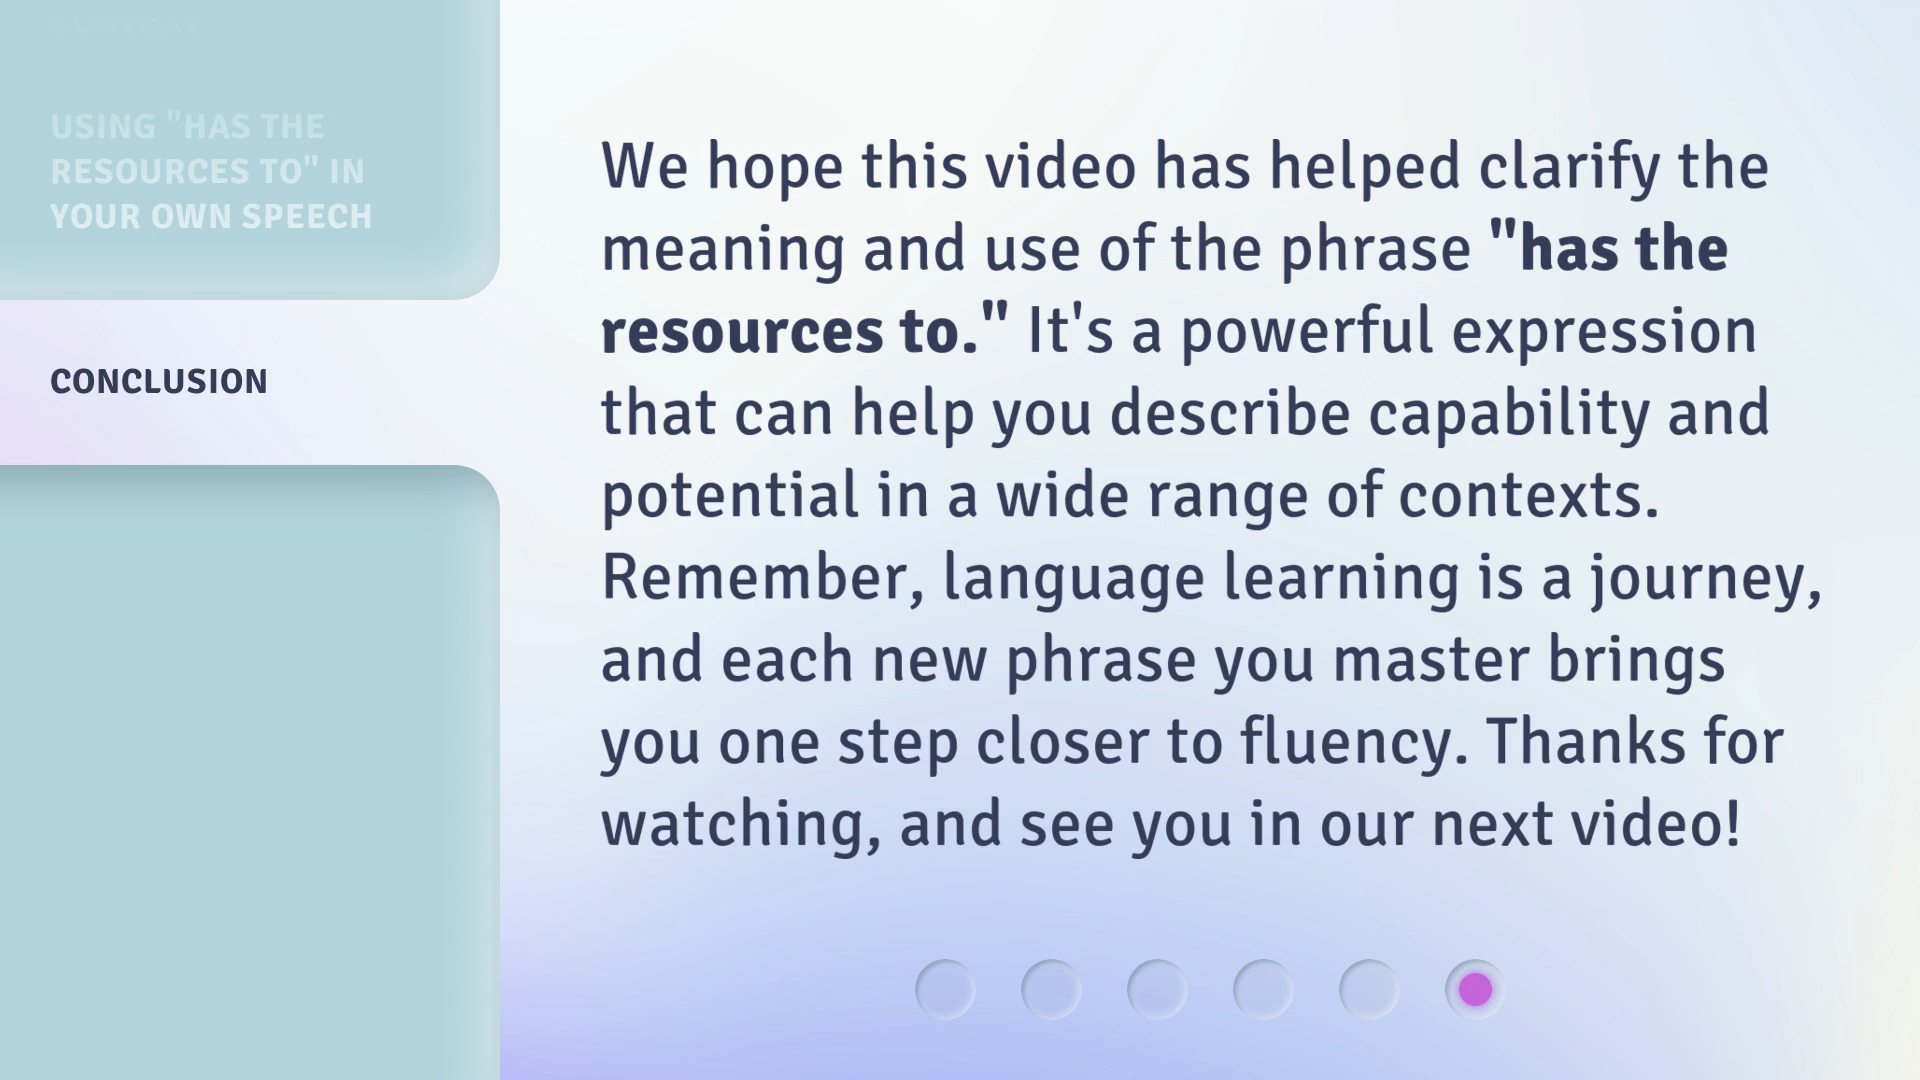 USING "HAS THE
RESOURCES TO" IN
YOUR OWN SPEECH
CONCLUSION
We hope this video has helped clarify the
meaning and use of the phrase "has the
resources to." It's a powerful expression
that can help you describe capability and
potential in a wide range of contexts.
Remember, language learning is a journey,
and each new phrase you master brings
you one step closer to fluency. Thanks for
watching, and see you in our next video!